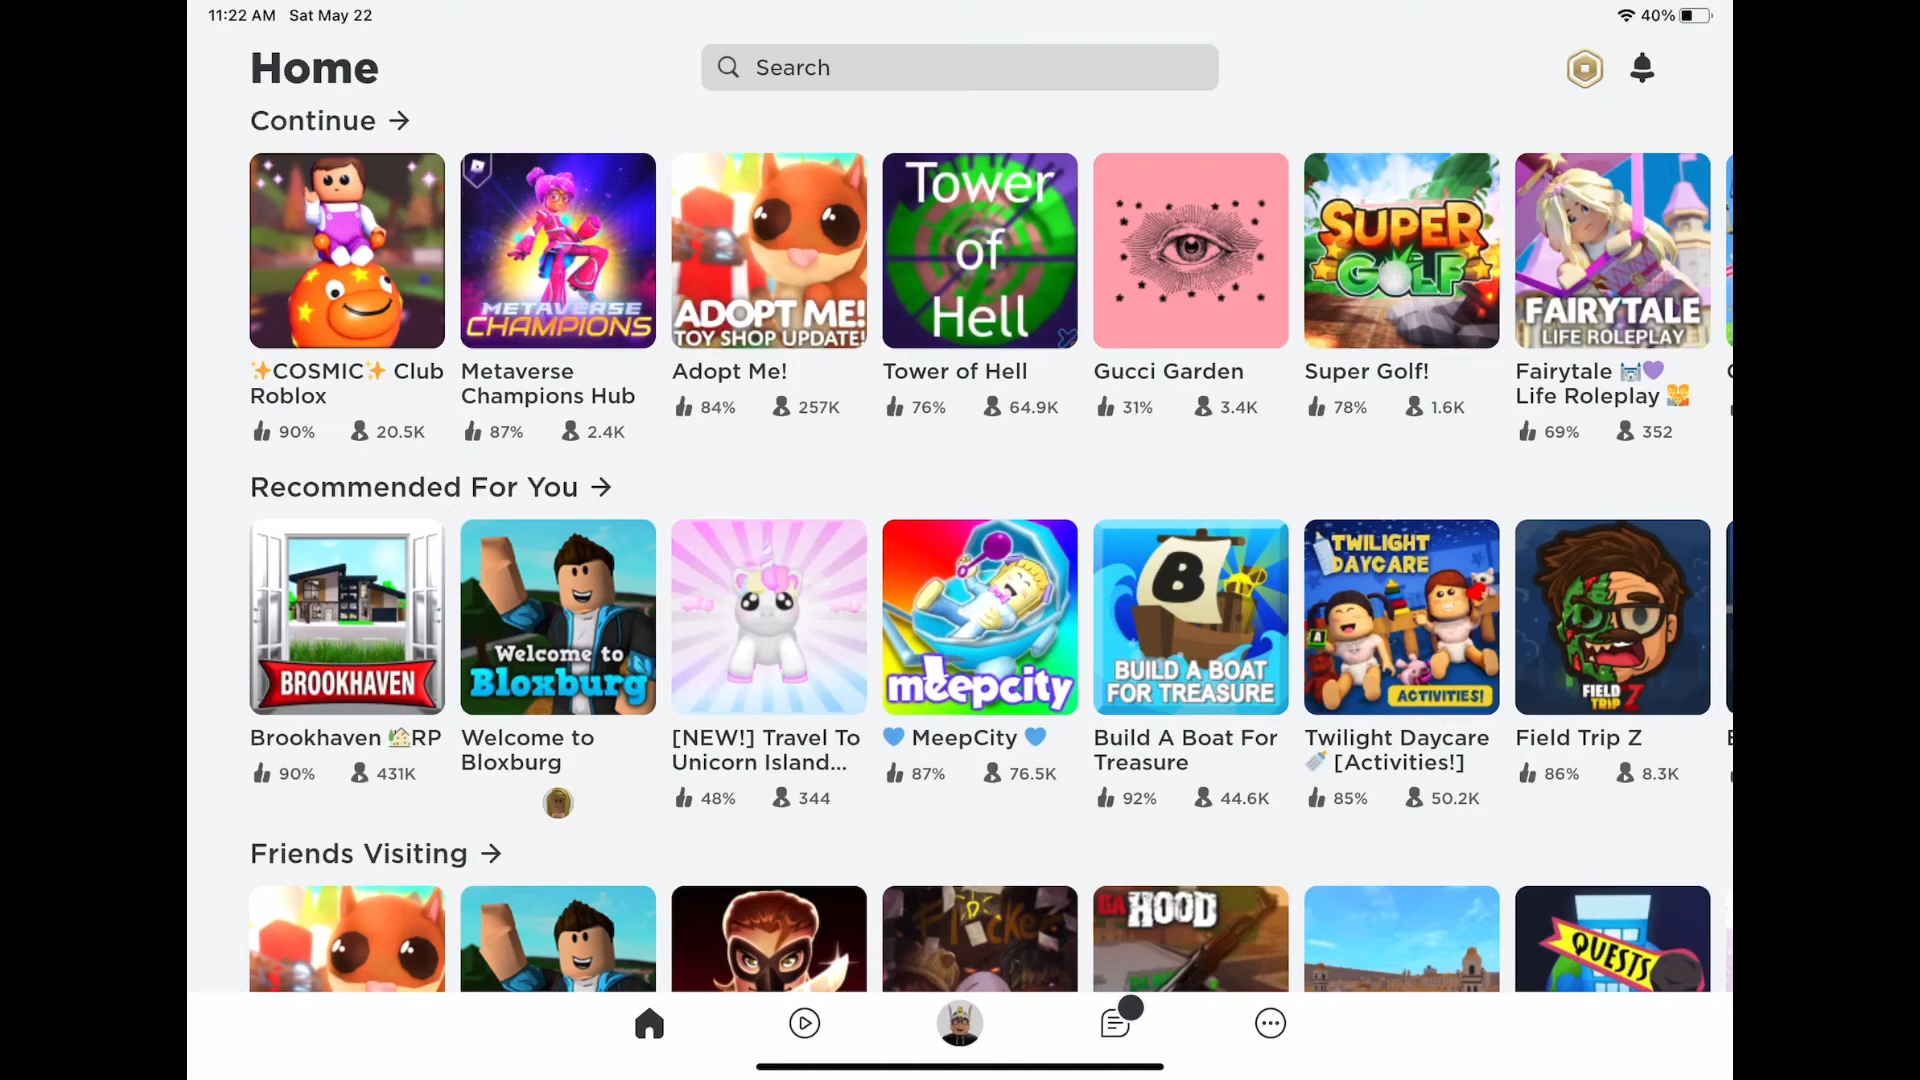 11:22 AM Sat May 22
40%
Home
Search
Continue →
METAVERSE
CHAMPIONS
ADOPT ME!
TOY SHOP UPDATE!
Tower
of
Hell
SUPER
GOLF
FAIRYTALE
LIFE ROLEPLAY
✨COSMIC✨ Club
Roblox
90% 20.5K
Metaverse
Champions Hub
87% 2.4K
Adopt Me!
84% 257K
Tower of Hell
76% 64.9K
Gucci Garden
31% 3.4K
Super Golf!
78% 1.6K
Fairytale 🏰💜
Life Roleplay 👸
69% 352
Recommended For You →
BROOKHAVEN
Welcome to
Bloxburg
meepcity
B
BUILD A BOAT
FOR TREASURE
TWILIGHT
DAYCARE
A
ACTIVITIES!
FIELD
TRIP Z
Brookhaven 🏡RP
90% 431K
Welcome to
Bloxburg
[NEW!] Travel To
Unicorn Island...
48% 344
💙 MeepCity 💙
87% 76.5K
Build A Boat For
Treasure
92% 44.6K
Twilight Daycare
🍼 [Activities!]
85% 50.2K
Field Trip Z
86% 8.3K
Friends Visiting →
Flicker
DA HOOD
QUESTS